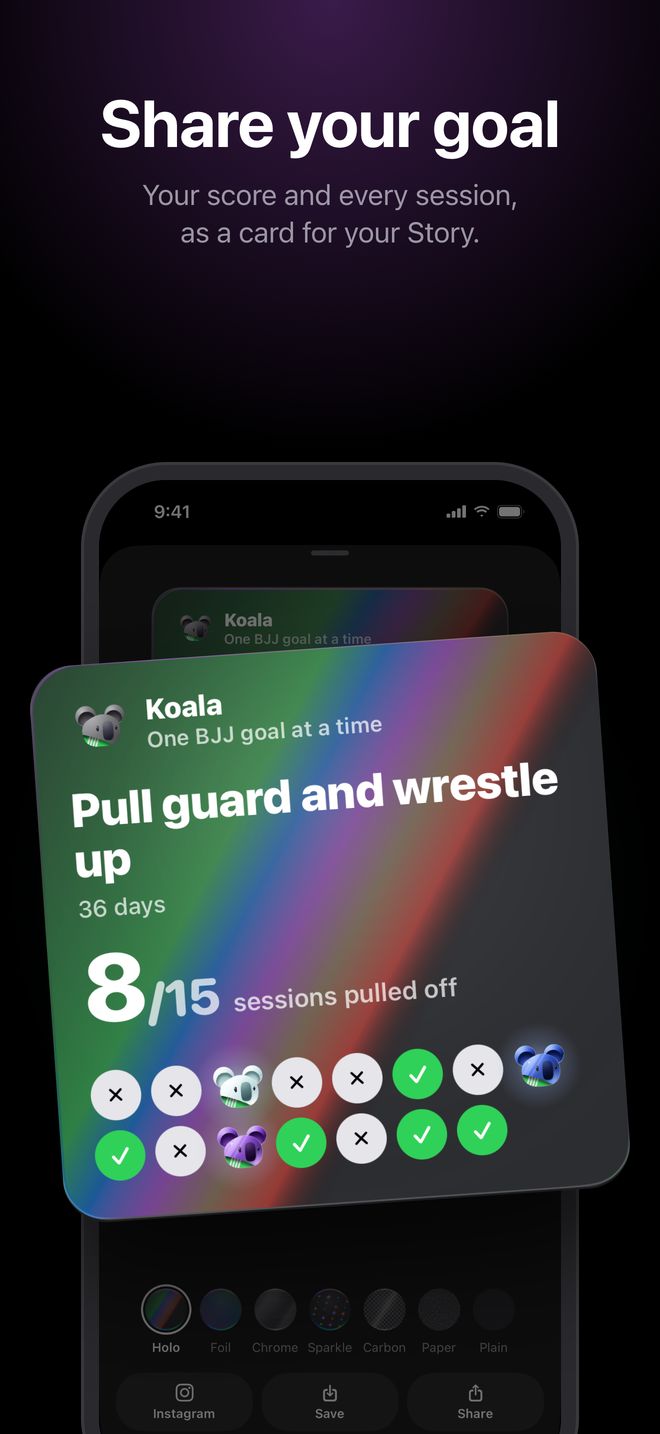 Share your goal
Your score and every session,
as a card for your Story.
9:41
Koala
One BJJ goal at a time
Koala
One BJJ goal at a time
Pull guard and wrestle
up
36 days
8/15 sessions pulled off
Holo Foil Chrome Sparkle Carbon Paper Plain
Instagram Save Share